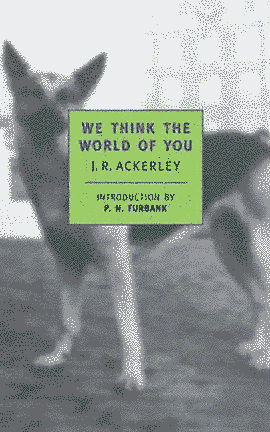 WE THINK THE
WORLD OF YOU
J. R. ACKERLEY
INTRODUCTION BY
P. N. FURBANK